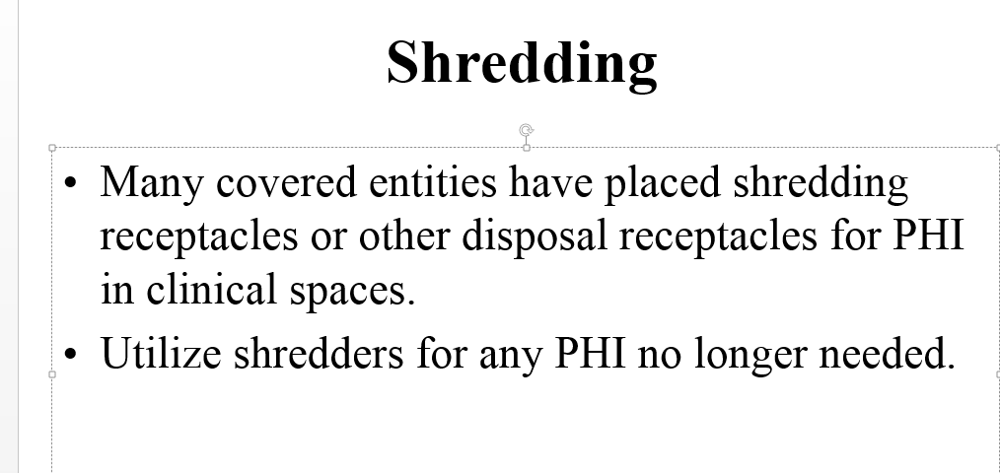 Shredding
• Many covered entities have placed shredding
receptacles or other disposal receptacles for PHI
in clinical spaces.
• Utilize shredders for any PHI no longer needed.